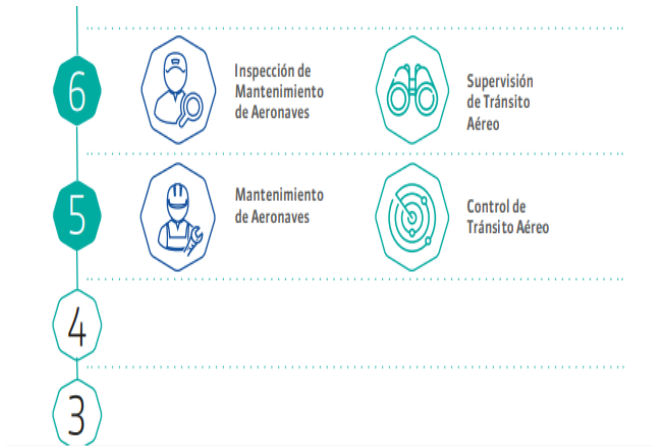 6
Inspección de
Mantenimiento
de Aeronaves
Supervisión
de Tránsito
Aéreo
5
Mantenimiento
de Aeronaves
Control de
Tránsito Aéreo
4
3